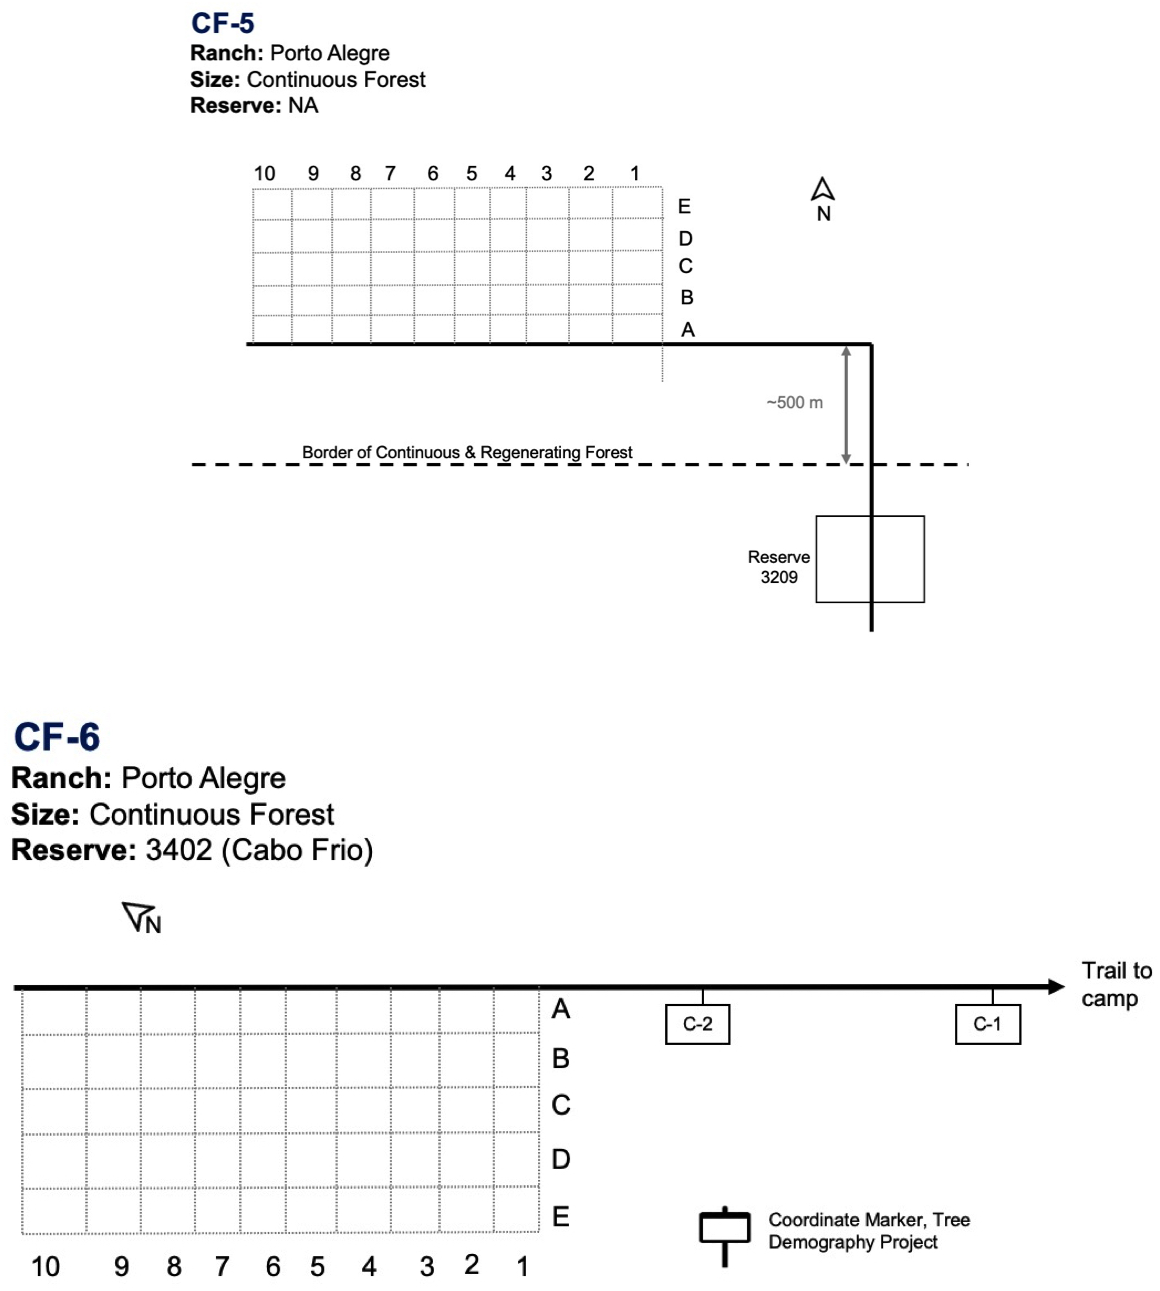 CF-5
Ranch: Porto Alegre
Size: Continuous Forest
Reserve: NA
10 9 8 7 6 5 4 3 2 1
E
D
C
B
A
N
~500 m
Border of Continuous & Regenerating Forest
Reserve
3209
CF-6
Ranch: Porto Alegre
Size: Continuous Forest
Reserve: 3402 (Cabo Frio)
N
Trail to
camp
A
B
C
D
E
C-2
C-1
10 9 8 7 6 5 4 3 2 1
Coordinate Marker, Tree
Demography Project